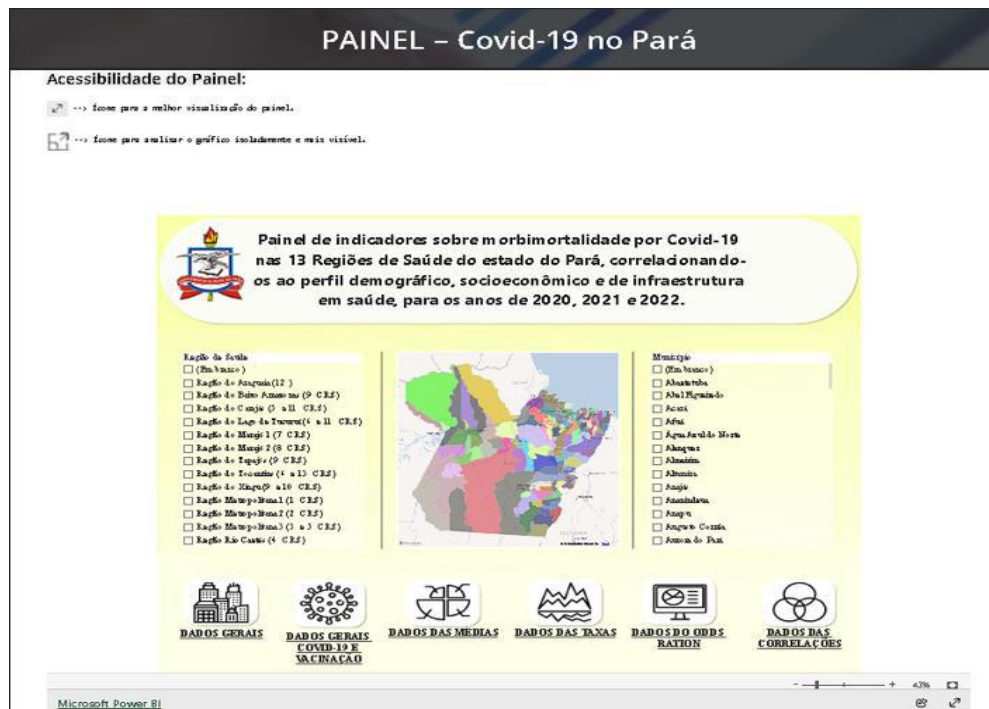 PAINEL – Covid-19 no Pará
Acessibilidade do Painel:
--> Ícone para a melhor visualização do painel.
--> Ícone para analisar o gráfico isoladamente e mais visível.
Painel de indicadores sobre morbimortalidade por Covid-19
nas 13 Regiões de Saúde do estado do Pará, correlacionando-
os ao perfil demográfico, socioeconômico e de infraestrutura
em saúde, para os anos de 2020, 2021 e 2022.
Região de Saúde
(Em branco)
Região do Araguaia (12 )
Região do Baixo Amazonas (9 CRS)
Região do Carajás (5 a 11 CRS)
Região do Lago de Tucuruí (6 a 11 CRS)
Região do Marajó 1 (7 CRS)
Região do Marajó 2 (8 CRS)
Região do Tapajós (9 CRS)
Região do Tocantins (6 a 13 CRS)
Região do Xingu (9 a 10 CRS)
Região Metropolitana 1 (1 CRS)
Região Metropolitana 2 (2 CRS)
Região Metropolitana 3 (3 a 5 CRS)
Região Rio Caetés (4 CRS)
Município
(Em branco)
Abaetetuba
Abel Figueiredo
Acará
Afuá
Água Azul do Norte
Alenquer
Almeirim
Altamira
Anajás
Ananindeua
Anapu
Augusto Corrêa
Aurora do Pará
DADOS GERAIS
DADOS GERAIS
COVID-19 E
VACINAÇÃO
DADOS DAS MEDIAS
DADOS DAS TAXAS
DADOS DO ODDS
RATION
DADOS DAS
CORRELAÇÕES
- + 42%
Microsoft Power BI